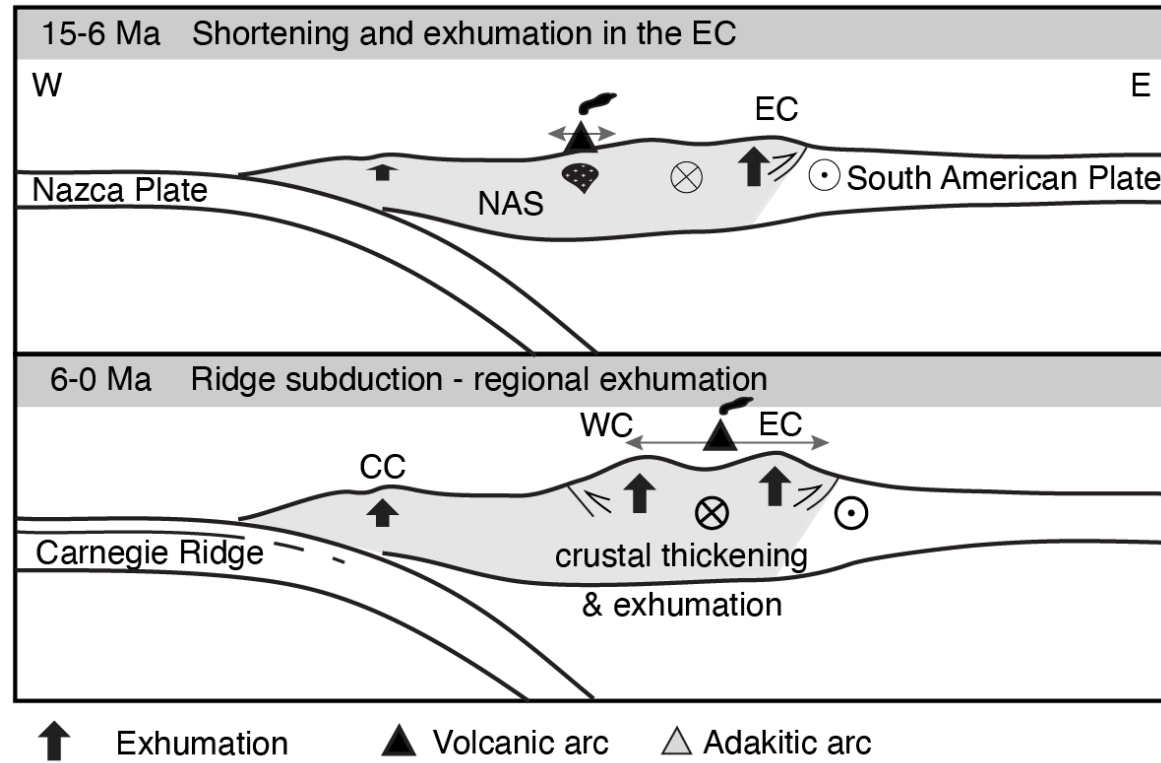 15-6 Ma Shortening and exhumation in the EC
W
E
EC
Nazca Plate
NAS
South American Plate
6-0 Ma Ridge subduction - regional exhumation
WC
EC
CC
Carnegie Ridge
crustal thickening
& exhumation
Exhumation
Volcanic arc
Adakitic arc